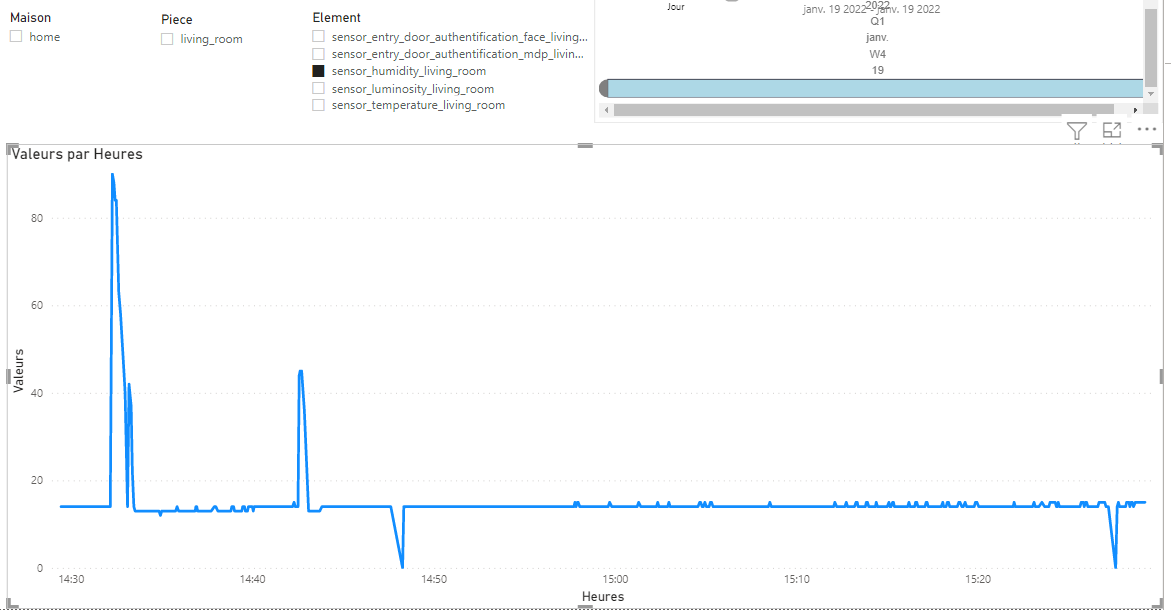 Maison
home
Piece
living_room
Element
sensor_entry_door_authentification_face_living...
sensor_entry_door_authentification_mdp_livin...
sensor_humidity_living_room
sensor_luminosity_living_room
sensor_temperature_living_room
Jour
janv. 19 2022 - janv. 19 2022
2022
Q1
janv.
W4
19
Valeurs par Heures
Valeurs
80
60
40
20
0
14:30
14:40
14:50
15:00
15:10
15:20
Heures